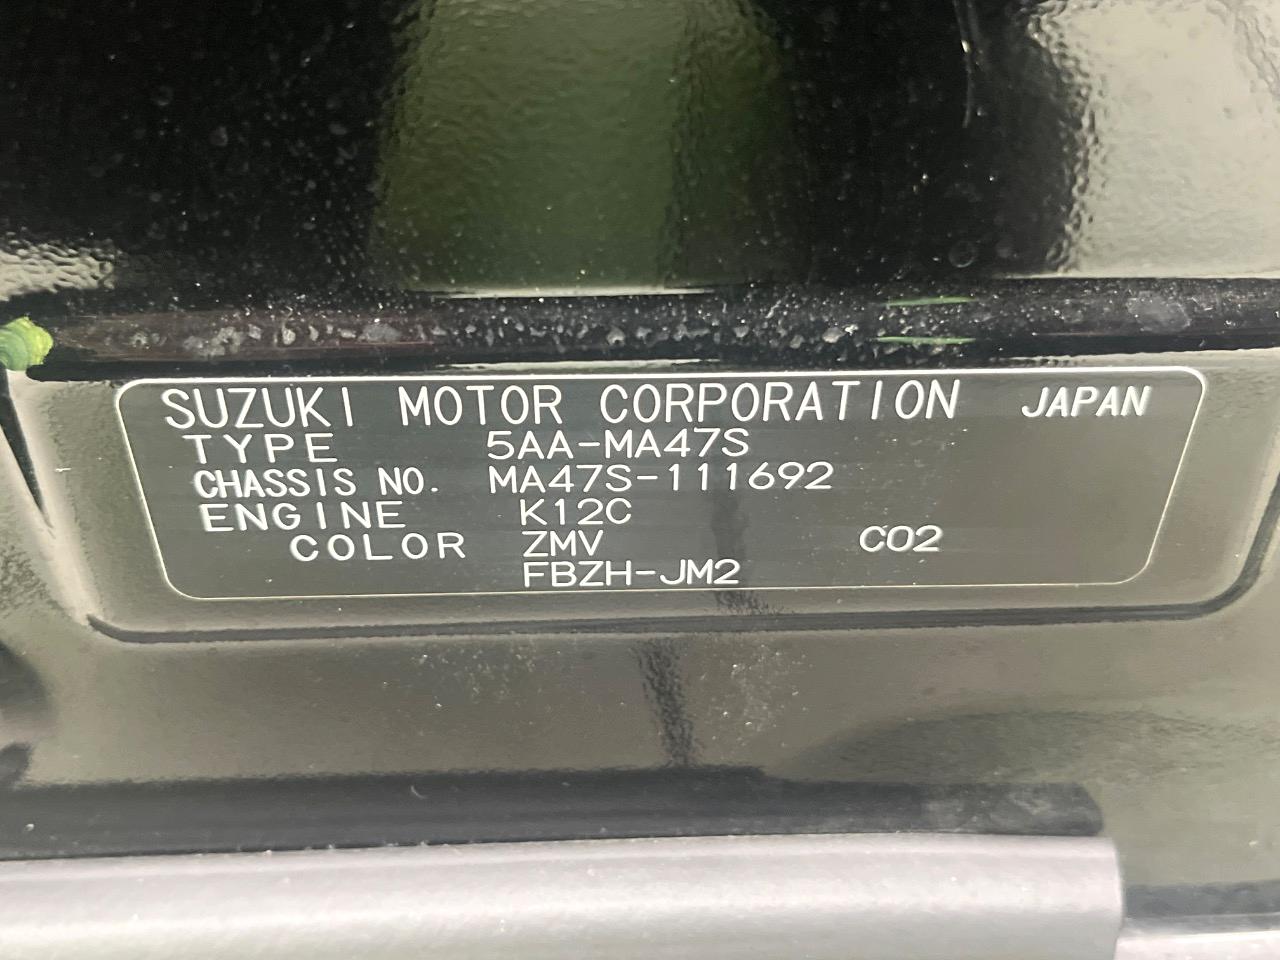 SUZUKI MOTOR CORPORATION JAPAN
TYPE 5AA-MA47S
CHASSIS NO. MA47S-111692
ENGINE K12C
COLOR ZMV C02
FBZH-JM2